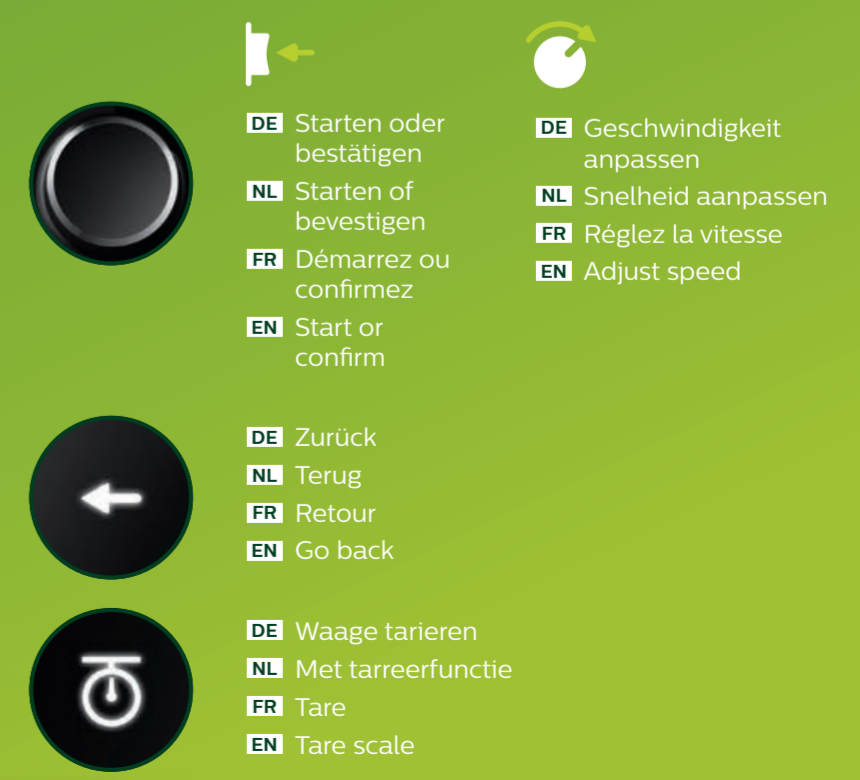 DE Starten oder
bestätigen
NL Starten of
bevestigen
FR Démarrez ou
confirmez
EN Start or
confirm
DE Geschwindigkeit
anpassen
NL Snelheid aanpassen
FR Réglez la vitesse
EN Adjust speed
DE Zurück
NL Terug
FR Retour
EN Go back
DE Waage tarieren
NL Met tarreerfunctie
FR Tare
EN Tare scale